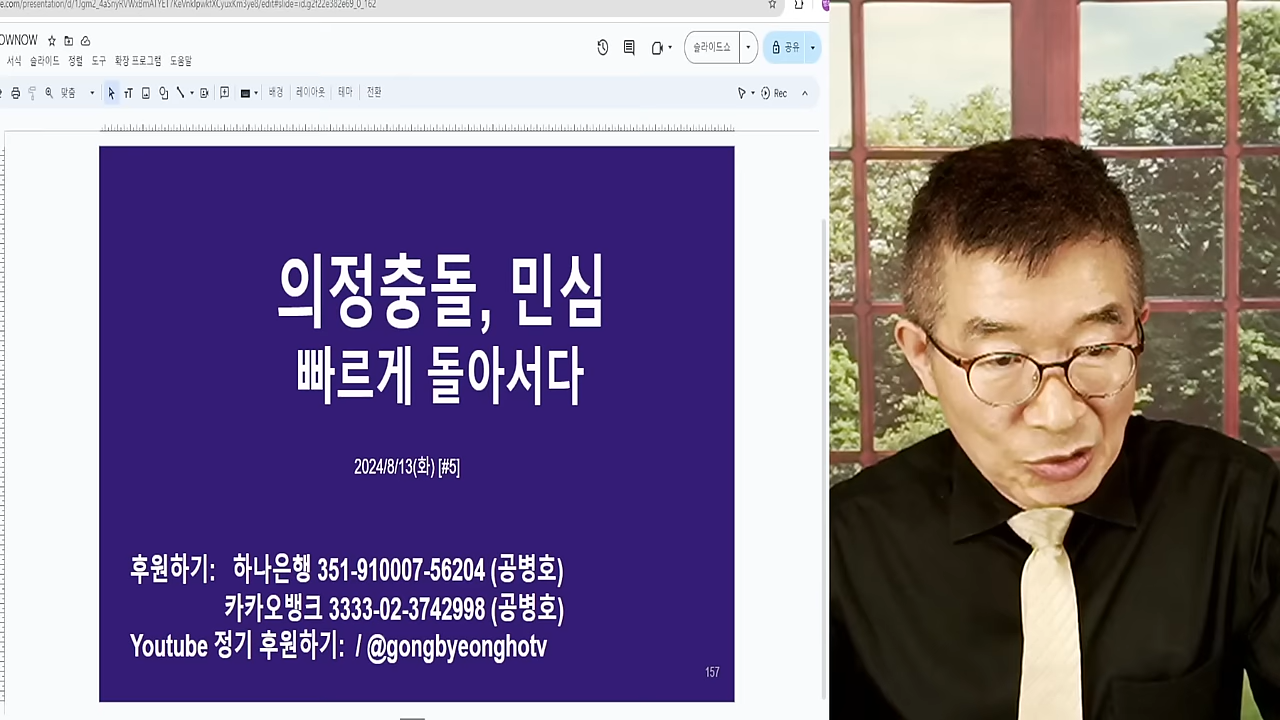 OWNOW
서식 슬라이드 정렬 도구 확장 프로그램 도움말
슬라이드쇼
공유
맞춤
배경 레이아웃 테마 전환
Rec
의정충돌, 민심
빠르게 돌아서다
2024/8/13(화) [#5]
후원하기: 하나은행 351-910007-56204 (공병호)
카카오뱅크 3333-02-3742998 (공병호)
Youtube 정기 후원하기: / @gongbyeonghotv
157